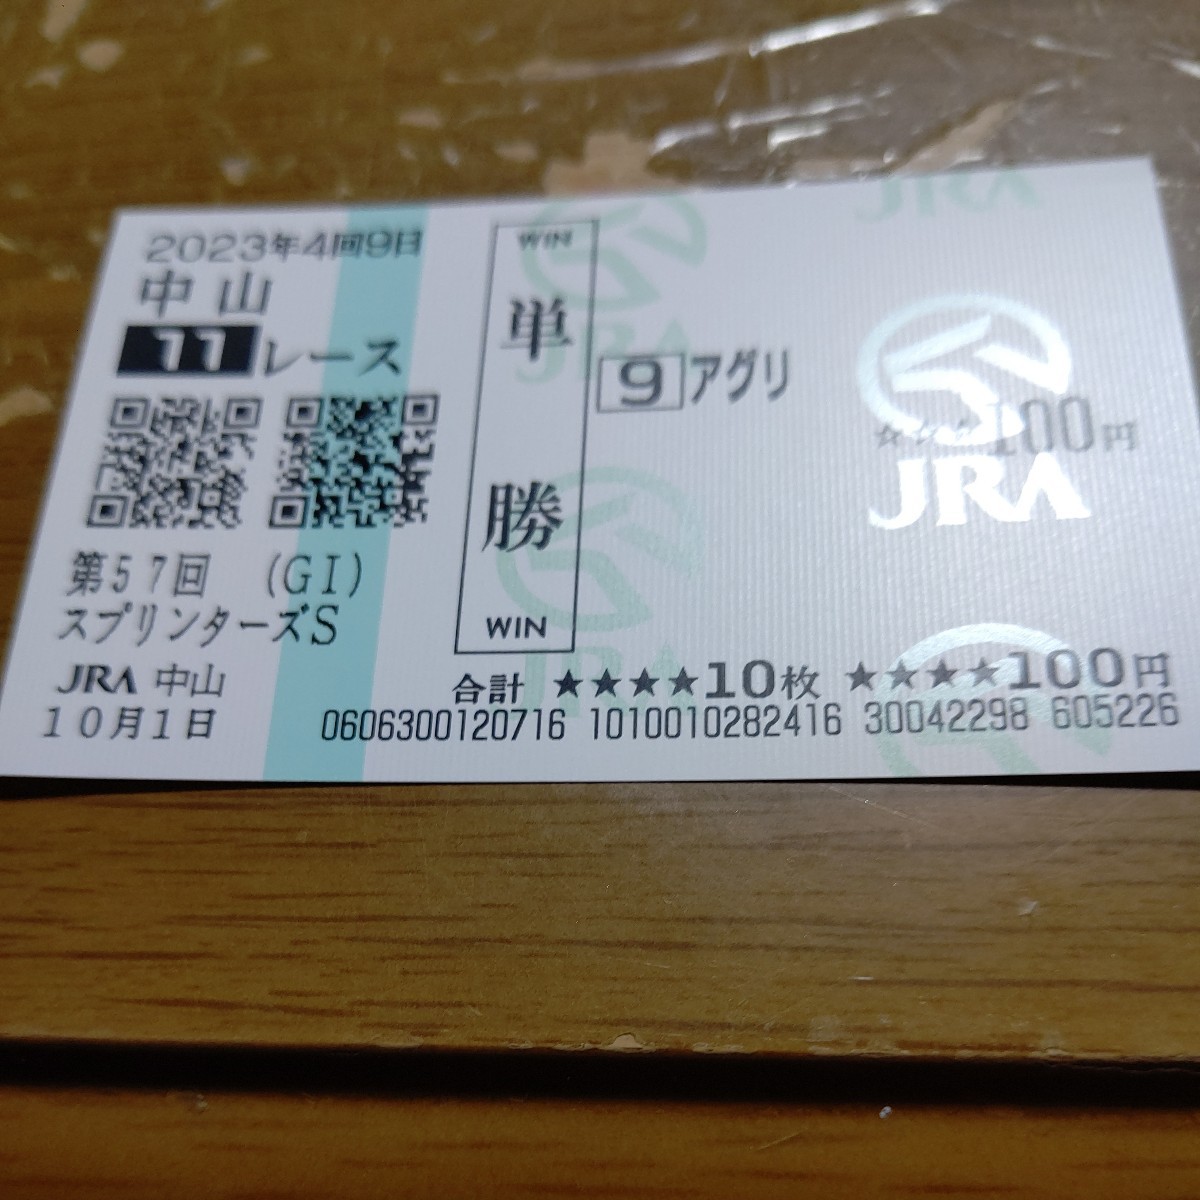 2023年4回9日
中山
11レース
第57回 (GI)
スプリンターズS
JRA 中山
10月1日
WIN
単勝
WIN
9 アグリ
☆☆☆100円
JRA
合計 ★★★★10枚 ★★★★100円
0606300120716 1010010282416 30042298 605226
JRA
JRA
JRA